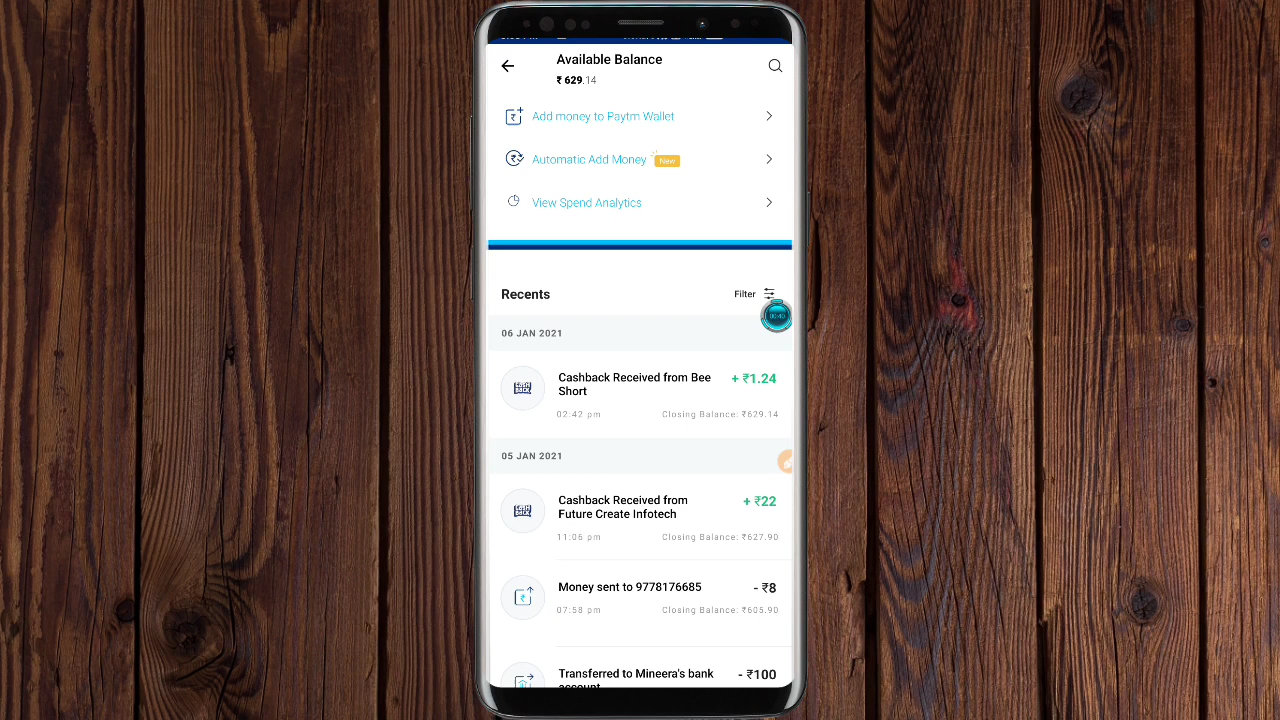 Available Balance
₹ 629.14
Add money to Paytm Wallet
Automatic Add Money New
View Spend Analytics
Recents
Filter
00:40
06 JAN 2021
Cashback Received from Bee Short
+ ₹1.24
02.42 pm
Closing Balance: ₹629.14
05 JAN 2021
Cashback Received from Future Create Infotech
+ ₹22
11:06 pm
Closing Balance: ₹627.90
Money sent to 9778176685
- ₹8
07:58 pm
Closing Balance: ₹605.90
Transferred to Mineera's bank account
- ₹100